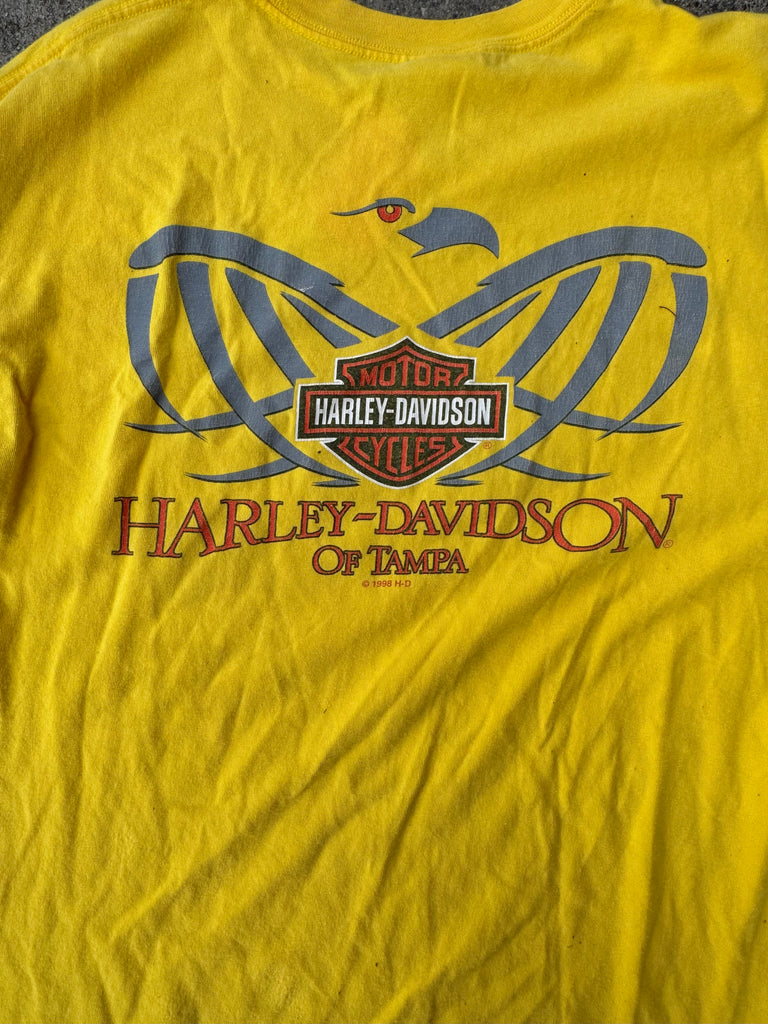 MOTOR
HARLEY-DAVIDSON
CYCLES
®
HARLEY-DAVIDSON®
OF TAMPA
© 1998 H-D